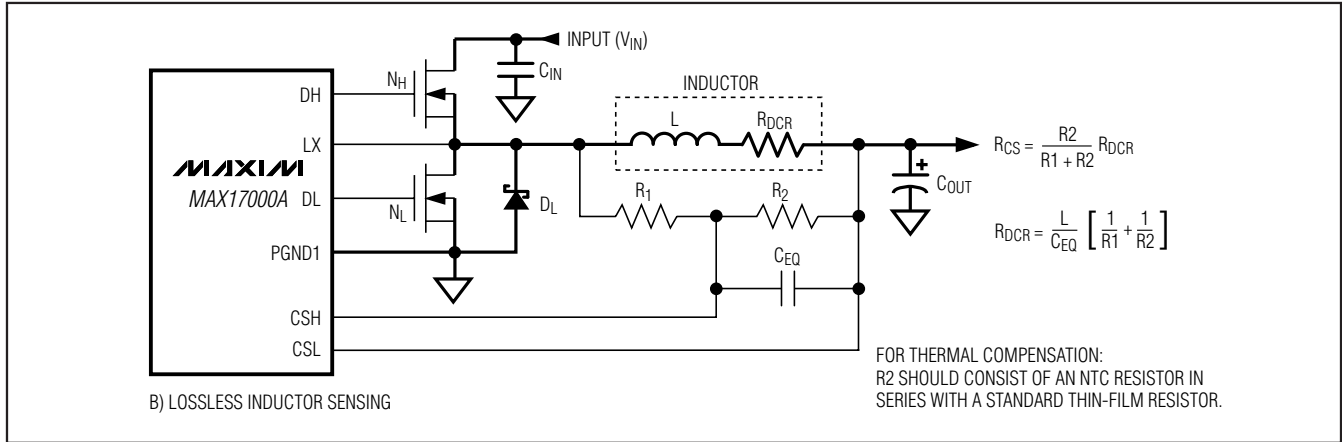 INPUT (VIN)
CIN
NH
DH
INDUCTOR
L
RDCR
LX
RCS = R2 / R1 + R2 RDCR
MAXIM
MAX17000A
DL
NL
DL
R1
R2
+
COUT
RDCR = L / CEQ [ 1 / R1 + 1 / R2 ]
PGND1
CEQ
CSH
CSL
FOR THERMAL COMPENSATION:
R2 SHOULD CONSIST OF AN NTC RESISTOR IN
SERIES WITH A STANDARD THIN-FILM RESISTOR.
B) LOSSLESS INDUCTOR SENSING